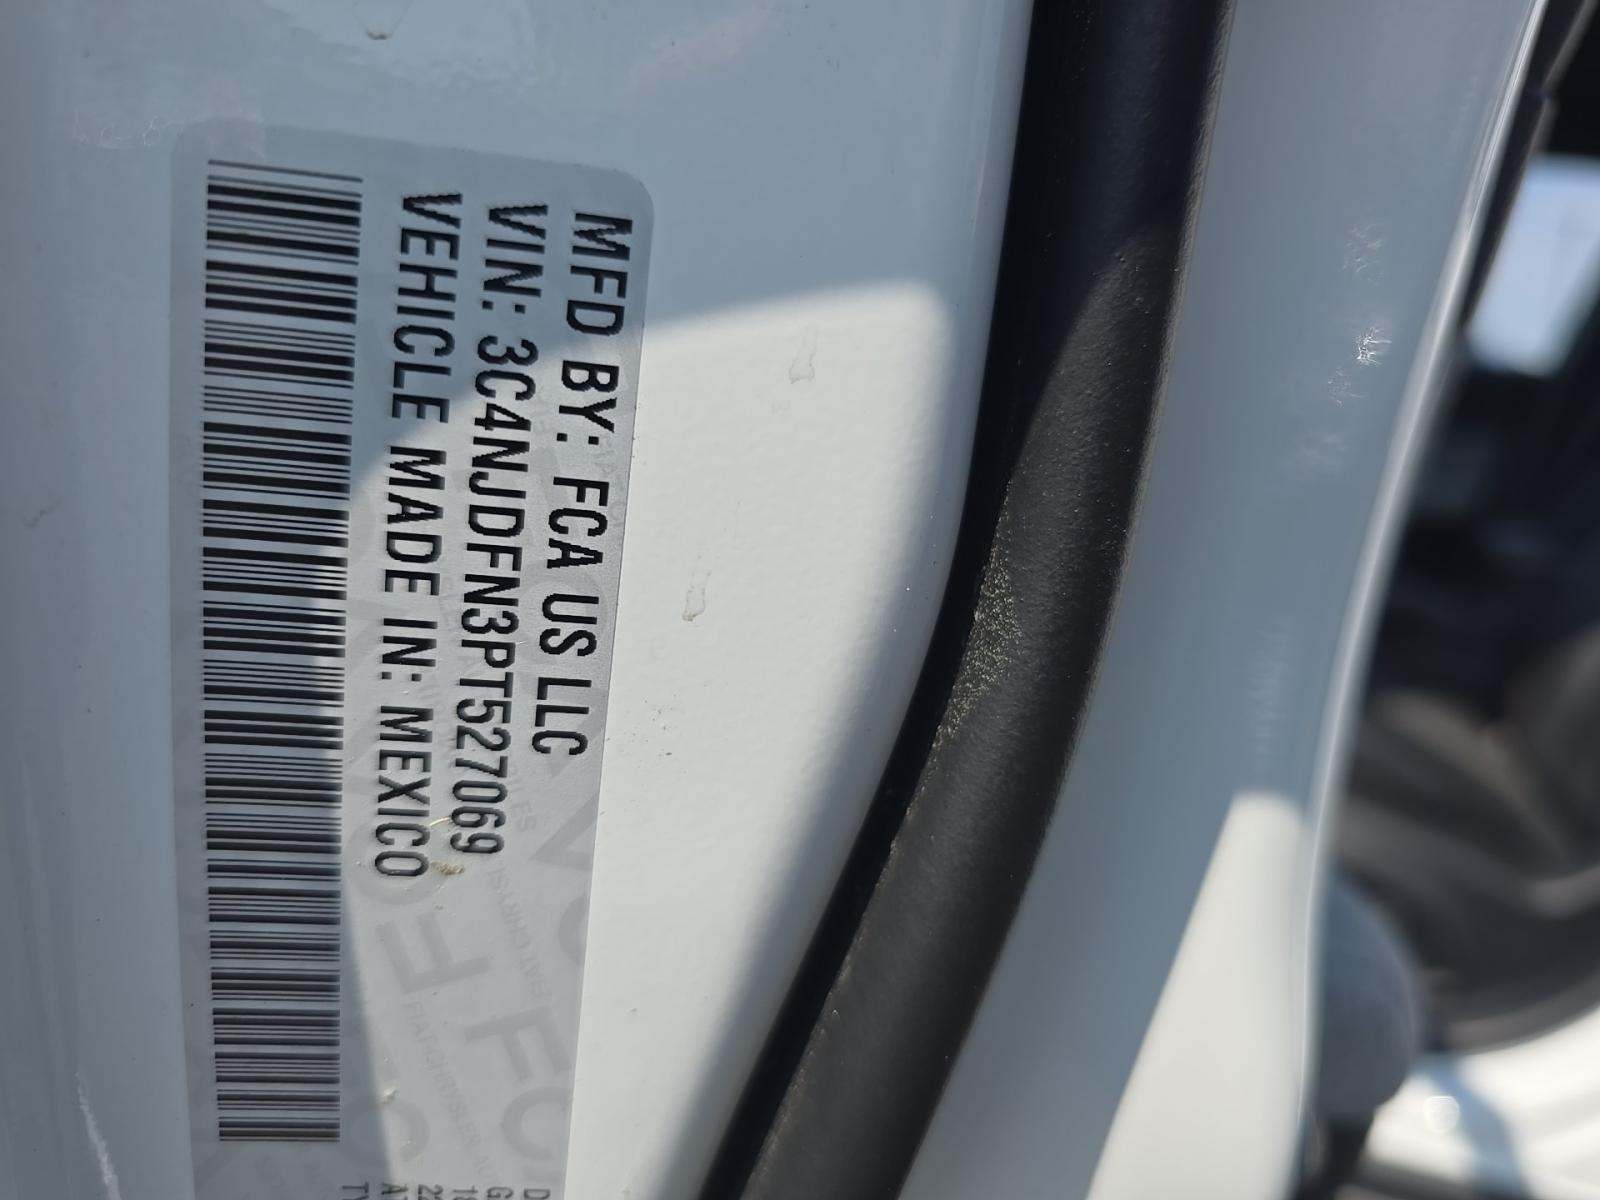 MFD BY: FCA US LLC
VIN: 3C4NJDFN3PT527069
VEHICLE MADE IN: MEXICO